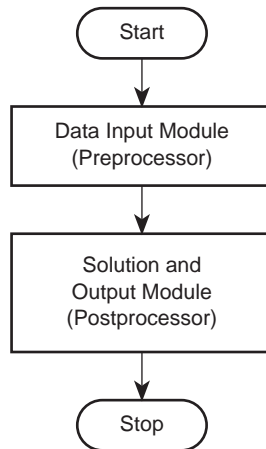 Start
Data Input Module
(Preprocessor)
Solution and
Output Module
(Postprocessor)
Stop